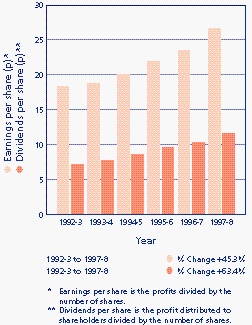 Earnings per share (p)*
Dividends per share (p)**
30
25
20
15
10
5
0
1992-3 1993-4 1994-5 1995-6 1996-7 1997-8
Year
1992-3 to 1997-8 % Change +45.3%
1992-3 to 1997-8 % Change +63.4%
* Earnings per share is the profits divided by the
number of shares.
** Dividends per share is the profit distributed to
shareholders divided by the number of shares.